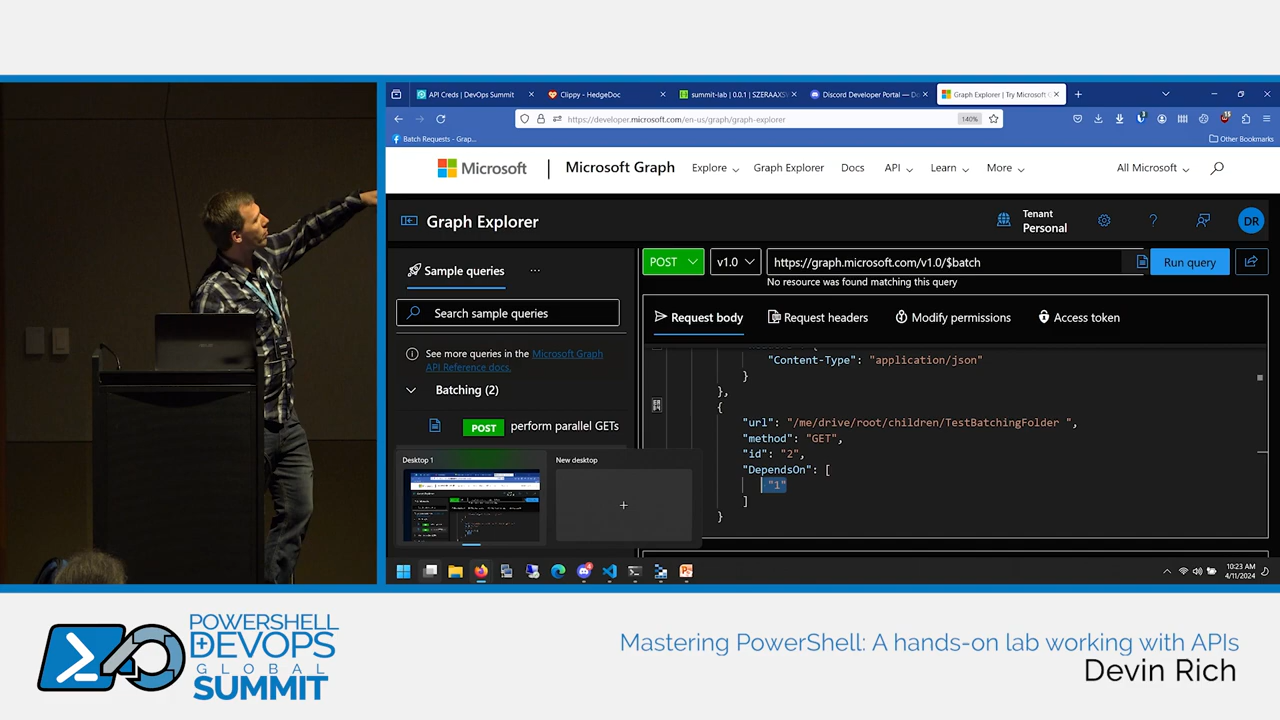 API Creds | DevOps Summit
Clippy - HedgeDoc
summit-lab | 0.0.1 | SZERAAXSW
Discord Developer Portal — Do
Graph Explorer | Try Microsoft G
https://developer.microsoft.com/en-us/graph/graph-explorer
140%
Batch Requests - Grap...
Other Bookmarks
Microsoft
Microsoft Graph
Explore
Graph Explorer
Docs
API
Learn
More
All Microsoft
Graph Explorer
Tenant
Personal
DR
Sample queries
...
POST
v1.0
https://graph.microsoft.com/v1.0/$batch
Run query
No resource was found matching this query
Search sample queries
Request body
Request headers
Modify permissions
Access token
See more queries in the Microsoft Graph
API Reference docs.
Batching (2)
POST
perform parallel GETs
"Content-Type": "application/json"
}
},
{
"url": "/me/drive/root/children/TestBatchingFolder ",
"method": "GET",
"id": "2",
"DependsOn": [
"1"
]
}
Desktop 1
New desktop
10:23 AM
4/11/2024
POWERSHELL
DEVOPS
GLOBAL
SUMMIT
Mastering PowerShell: A hands-on lab working with APIs
Devin Rich